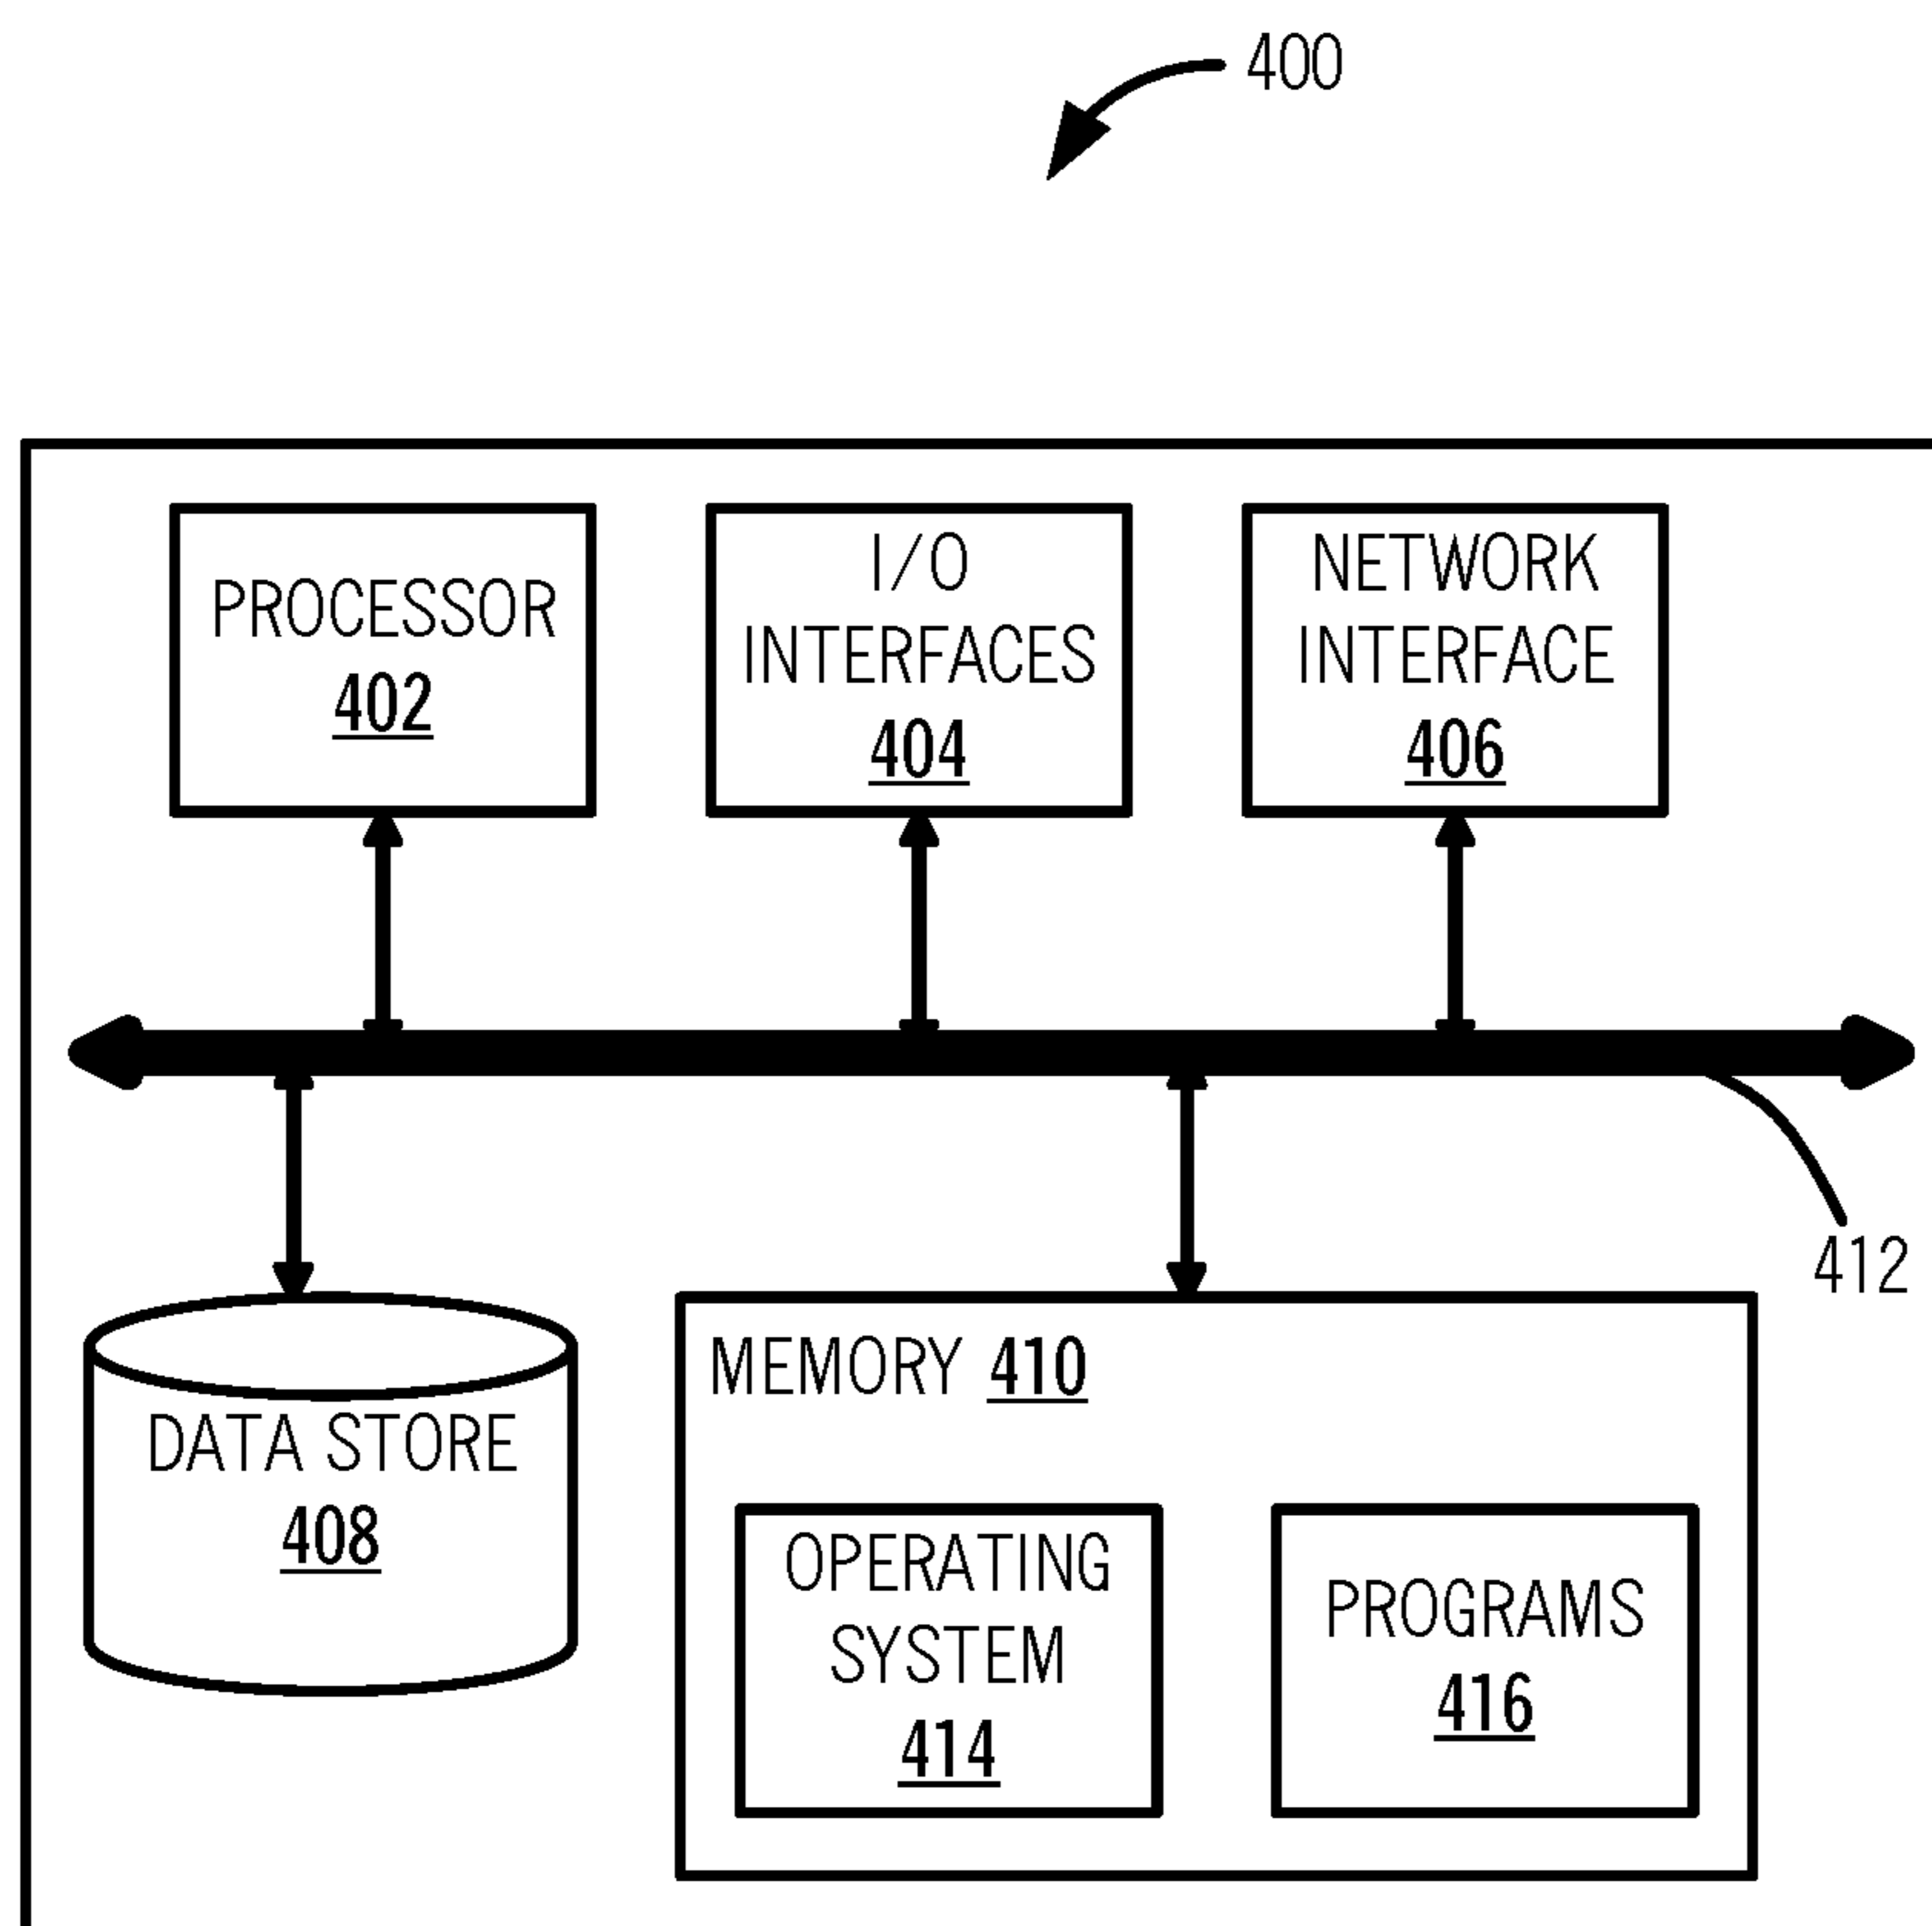 400
PROCESSOR
402
I/O
INTERFACES
404
NETWORK
INTERFACE
406
412
DATA STORE
408
MEMORY 410
OPERATING
SYSTEM
414
PROGRAMS
416